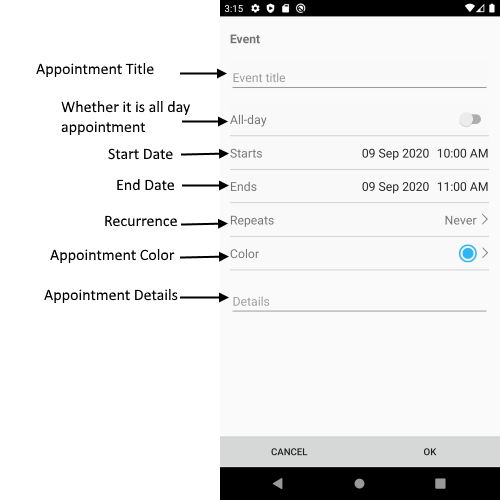 3:15
Event
Appointment Title
Event title
Whether it is all day
appointment
All-day
Start Date
Starts 09 Sep 2020 10:00 AM
End Date
Ends 09 Sep 2020 11:00 AM
Recurrence
Repeats Never
Appointment Color
Color
Appointment Details
Details
CANCEL OK